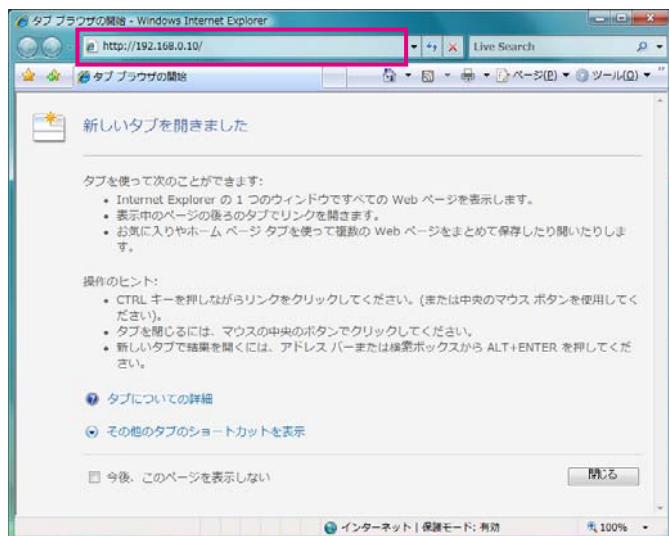 タブ ブラウザの開始 - Windows Internet Explorer
http://192.168.0.10/
Live Search
タブ ブラウザの開始
ページ(P)
ツール(O)
新しいタブを開きました
タブを使って次のことができます:
• Internet Explorer の 1 つのウィンドウですべての Web ページを表示します。
• 表示中のページの後ろのタブでリンクを開きます。
• お気に入りやホーム ページ タブを使って複数の Web ページをまとめて保存したり開いたりしま
す。
操作のヒント:
• CTRL キーを押しながらリンクをクリックしてください。(または中央のマウス ボタンを使用してく
ださい)。
• タブを閉じるには、マウスの中央のボタンでクリックしてください。
• 新しいタブで結果を開くには、アドレス バーまたは検索ボックスから ALT+ENTER を押してくだ
さい。
タブについての詳細
その他のタブのショートカットを表示
今後、このページを表示しない
閉じる
インターネット | 保護モード: 有効
100%